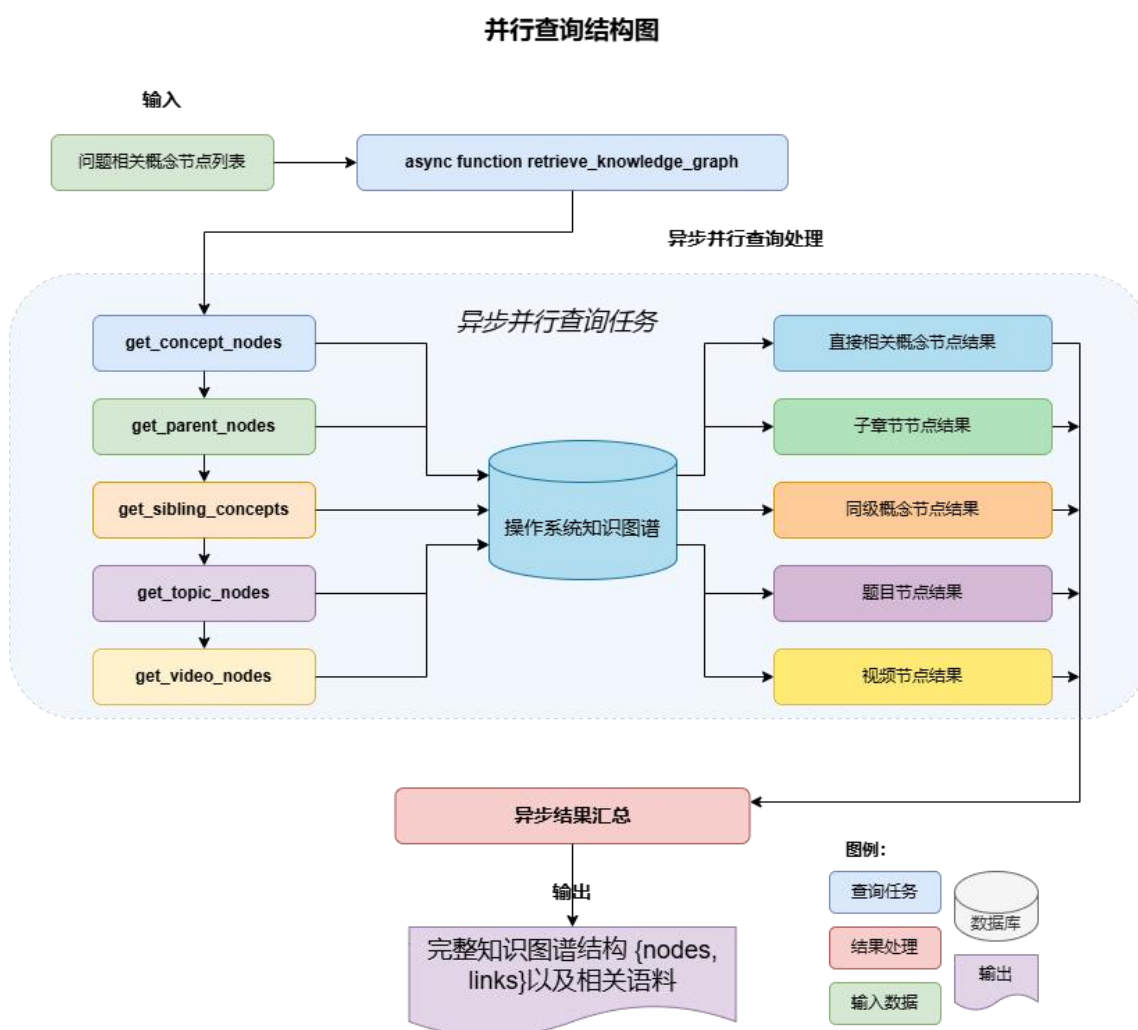 并行查询结构图
输入
问题相关概念节点列表
async function retrieve_knowledge_graph
异步并行查询处理
异步并行查询任务
get_concept_nodes
直接相关概念节点结果
get_parent_nodes
子章节节点结果
get_sibling_concepts
操作系统知识图谱
同级概念节点结果
get_topic_nodes
题目节点结果
get_video_nodes
视频节点结果
异步结果汇总
输出
完整知识图谱结构 {nodes,
links}以及相关语料
图例：
查询任务
数据库
结果处理
输出
输入数据